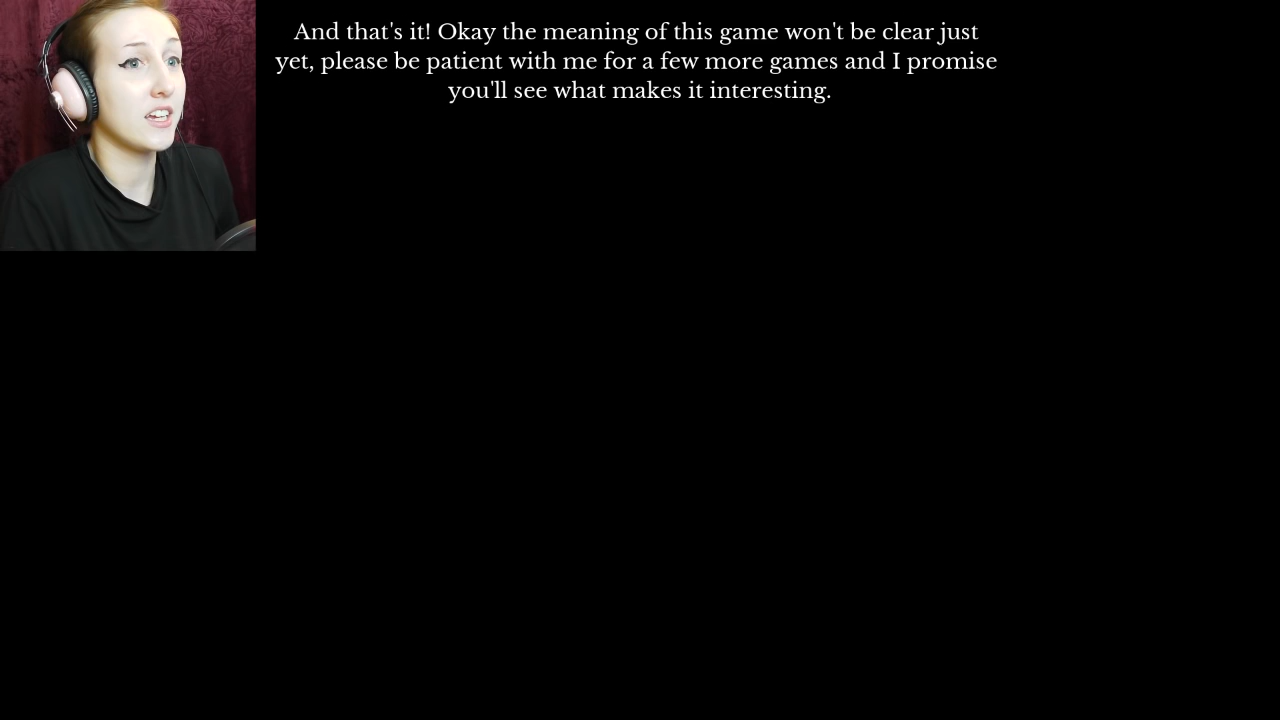 And that's it! Okay the meaning of this game won't be clear just
yet, please be patient with me for a few more games and I promise
you'll see what makes it interesting.